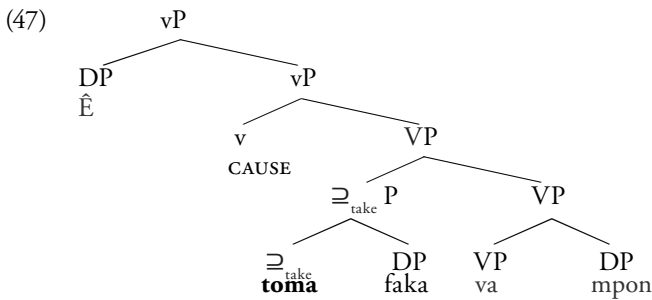 (47) vP
DP vP
Ê
v VP
CAUSE
⊇take P VP
⊇take DP VP DP
toma faka va mpon